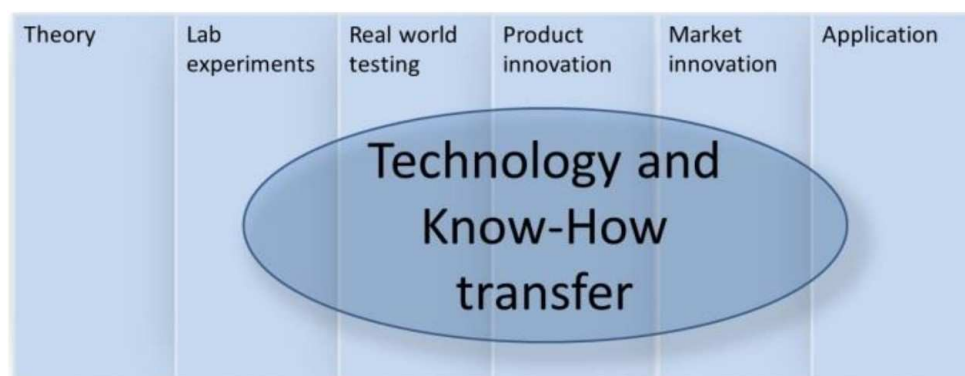 Theory
Lab
experiments
Real world
testing
Product
innovation
Market
innovation
Application
Technology and
Know-How
transfer